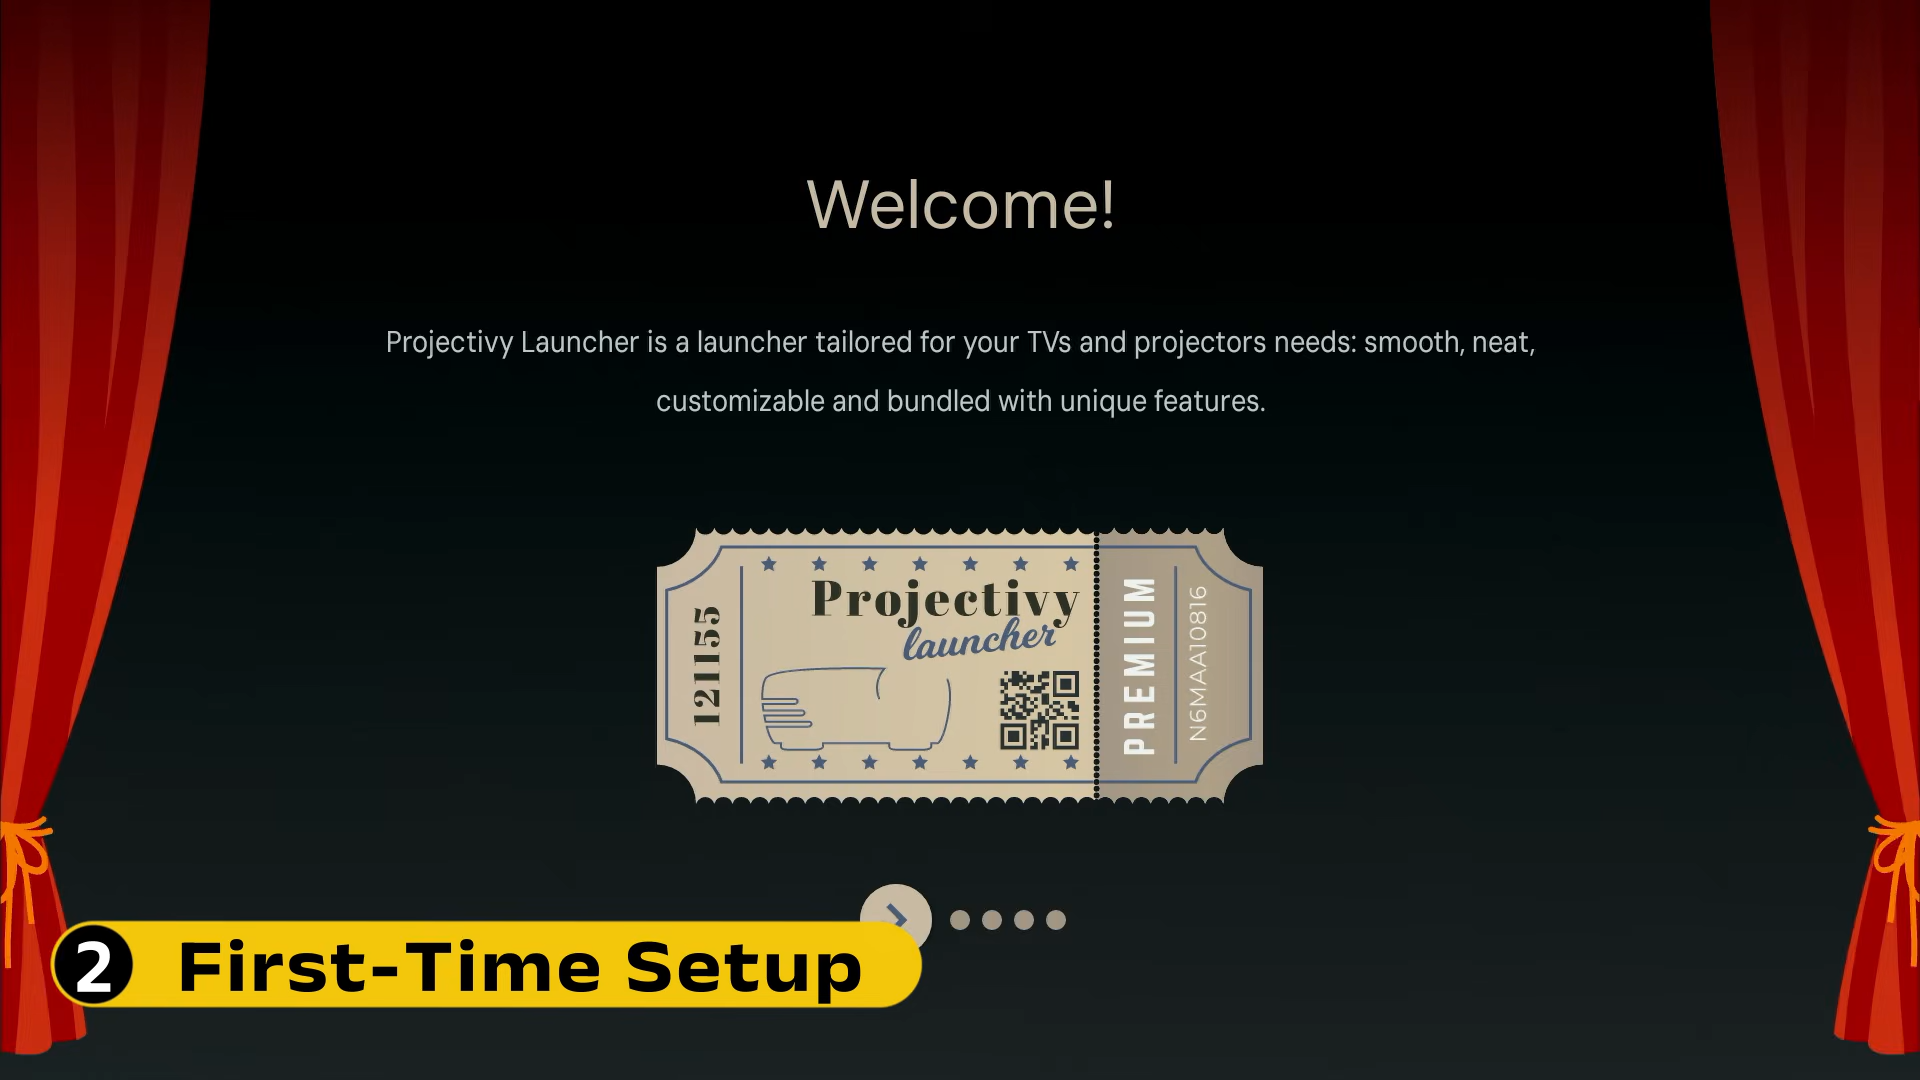 Welcome!
Projectivy Launcher is a launcher tailored for your TVs and projectors needs: smooth, neat,
customizable and bundled with unique features.
121155
Projectivy
launcher
PREMIUM
N6MAA10816
2 First-Time Setup